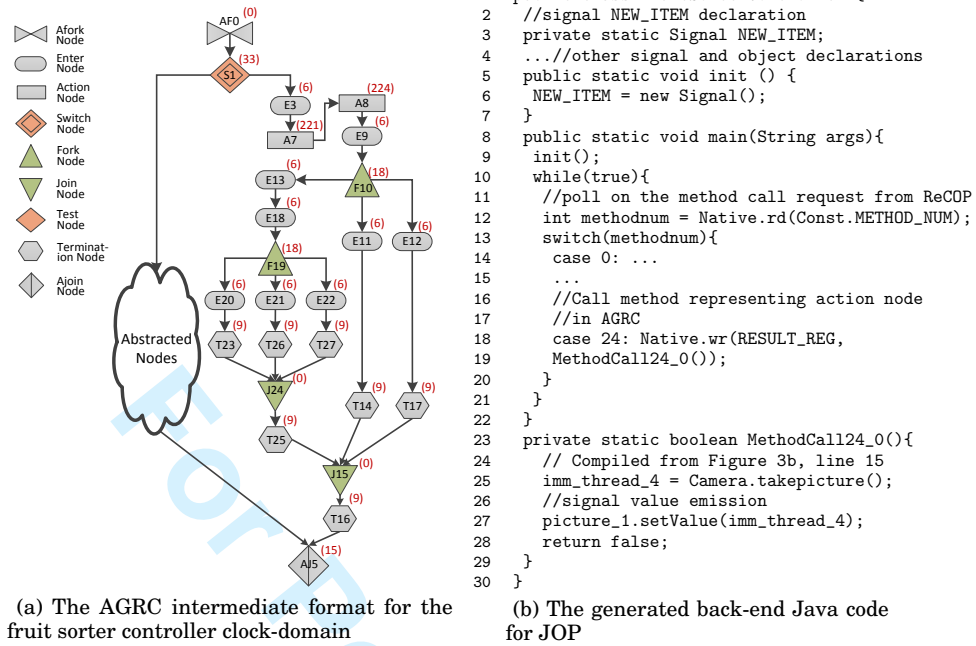 Afork
Node
Enter
Node
Action
Node
Switch
Node
Fork
Node
Join
Node
Test
Node
Terminat-
ion Node
Ajoin
Node
AF0
(0)
S1
(33)
E3
(6)
A7
(221)
A8
(224)
E9
(6)
F10
(18)
E13
(6)
E18
(6)
E11
(6)
E12
(6)
F19
(18)
E20
(6)
E21
(6)
E22
(6)
T23
(9)
T26
(9)
T27
(9)
Abstracted
Nodes
J24
(0)
T14
(9)
T17
(9)
T25
(9)
J15
(0)
T16
(9)
AJ5
(15)
For P
(a) The AGRC intermediate format for the
fruit sorter controller clock-domain
2 //signal NEW_ITEM declaration
3 private static Signal NEW_ITEM;
4 ...//other signal and object declarations
5 public static void init () {
6 NEW_ITEM = new Signal();
7 }
8 public static void main(String args){
9 init();
10 while(true){
11 //poll on the method call request from ReCOP
12 int methodnum = Native.rd(Const.METHOD_NUM);
13 switch(methodnum){
14 case 0: ...
15 ...
16 //Call method representing action node
17 //in AGRC
18 case 24: Native.wr(RESULT_REG,
19 MethodCall24_0());
20 }
21 }
22 }
23 private static boolean MethodCall24_0(){
24 // Compiled from Figure 3b, line 15
25 imm_thread_4 = Camera.takepicture();
26 //signal value emission
27 picture_1.setValue(imm_thread_4);
28 return false;
29 }
30 }
(b) The generated back-end Java code
for JOP